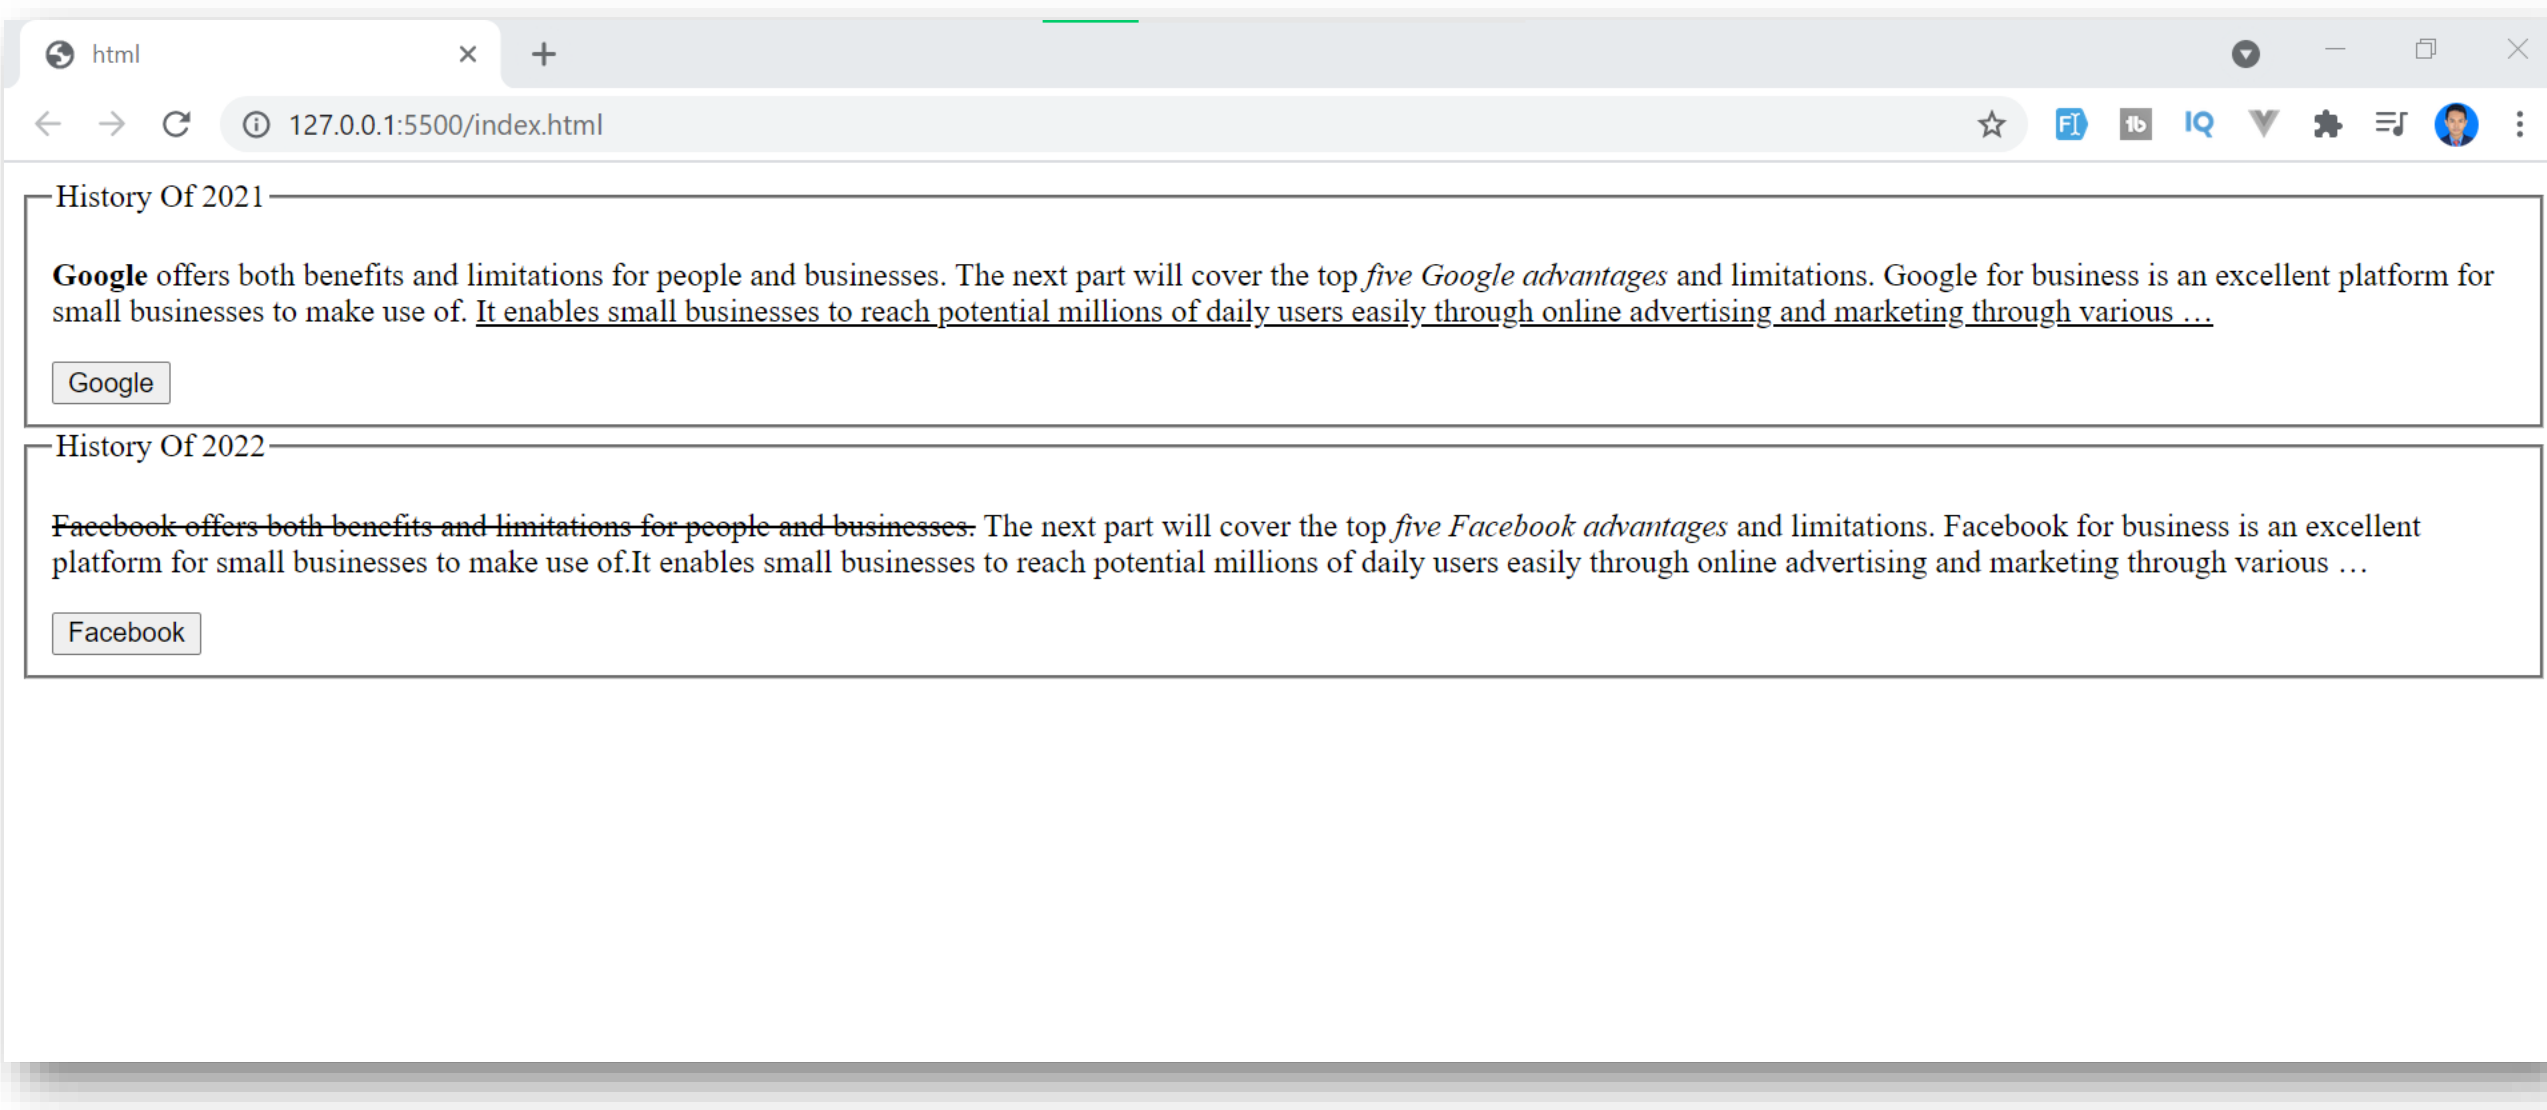 html
127.0.0.1:5500/index.html
History Of 2021
Google offers both benefits and limitations for people and businesses. The next part will cover the top five Google advantages and limitations. Google for business is an excellent platform for
small businesses to make use of. It enables small businesses to reach potential millions of daily users easily through online advertising and marketing through various …
Google
History Of 2022
Facebook offers both benefits and limitations for people and businesses. The next part will cover the top five Facebook advantages and limitations. Facebook for business is an excellent
platform for small businesses to make use of.It enables small businesses to reach potential millions of daily users easily through online advertising and marketing through various …
Facebook